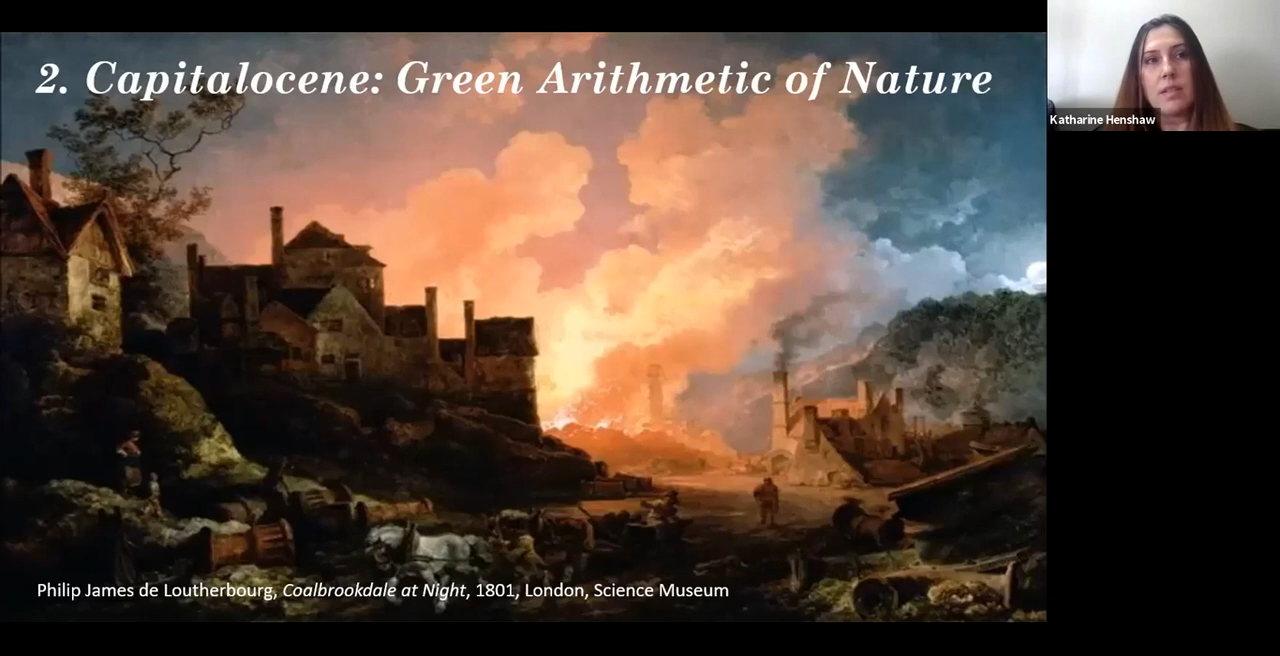 2. Capitalocene: Green Arithmetic of Nature
Katharine Henshaw
Philip James de Loutherbourg, Coalbrookdale at Night, 1801, London, Science Museum